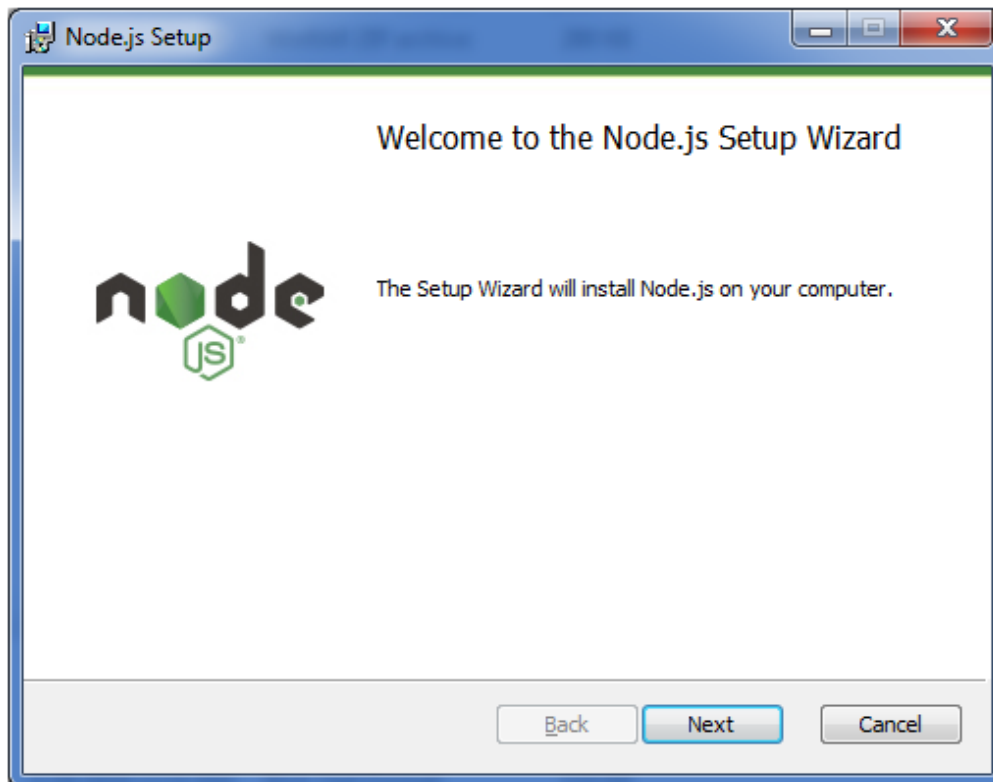 Node.js Setup
Welcome to the Node.js Setup Wizard
node
JS®
The Setup Wizard will install Node.js on your computer.
Back
Next
Cancel